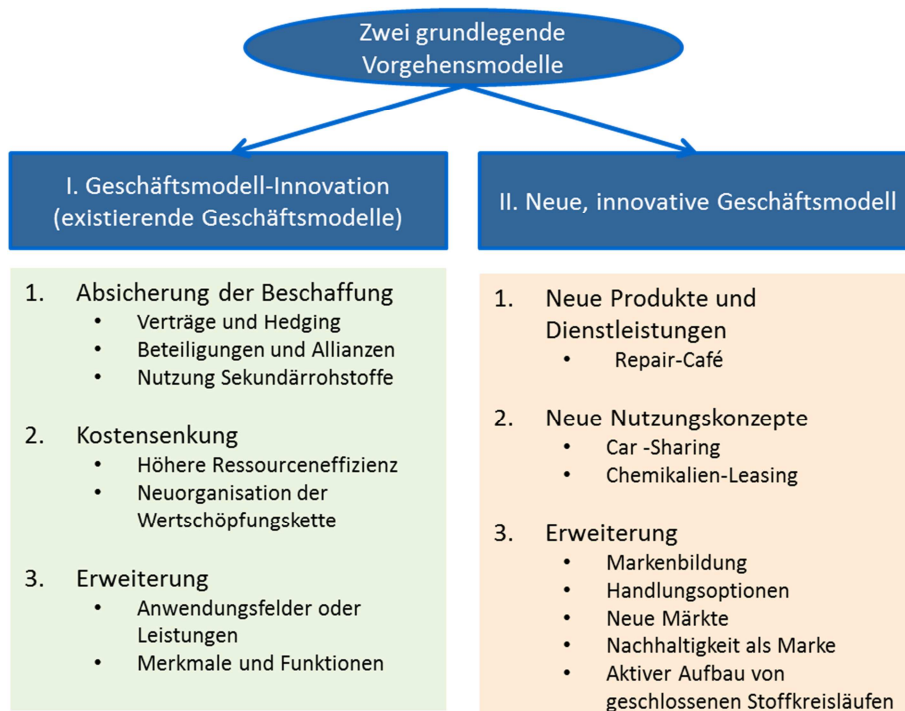 Zwei grundlegende
Vorgehensmodelle
I. Geschäftsmodell-Innovation
(existierende Geschäftsmodelle)
1. Absicherung der Beschaffung
• Verträge und Hedging
• Beteiligungen und Allianzen
• Nutzung Sekundärrohstoffe
2. Kostensenkung
• Höhere Ressourceneffizienz
• Neuorganisation der
Wertschöpfungskette
3. Erweiterung
• Anwendungsfelder oder
Leistungen
• Merkmale und Funktionen
II. Neue, innovative Geschäftsmodell
1. Neue Produkte und
Dienstleistungen
• Repair-Café
2. Neue Nutzungskonzepte
• Car -Sharing
• Chemikalien-Leasing
3. Erweiterung
• Markenbildung
• Handlungsoptionen
• Neue Märkte
• Nachhaltigkeit als Marke
• Aktiver Aufbau von
geschlossenen Stoffkreisläufen